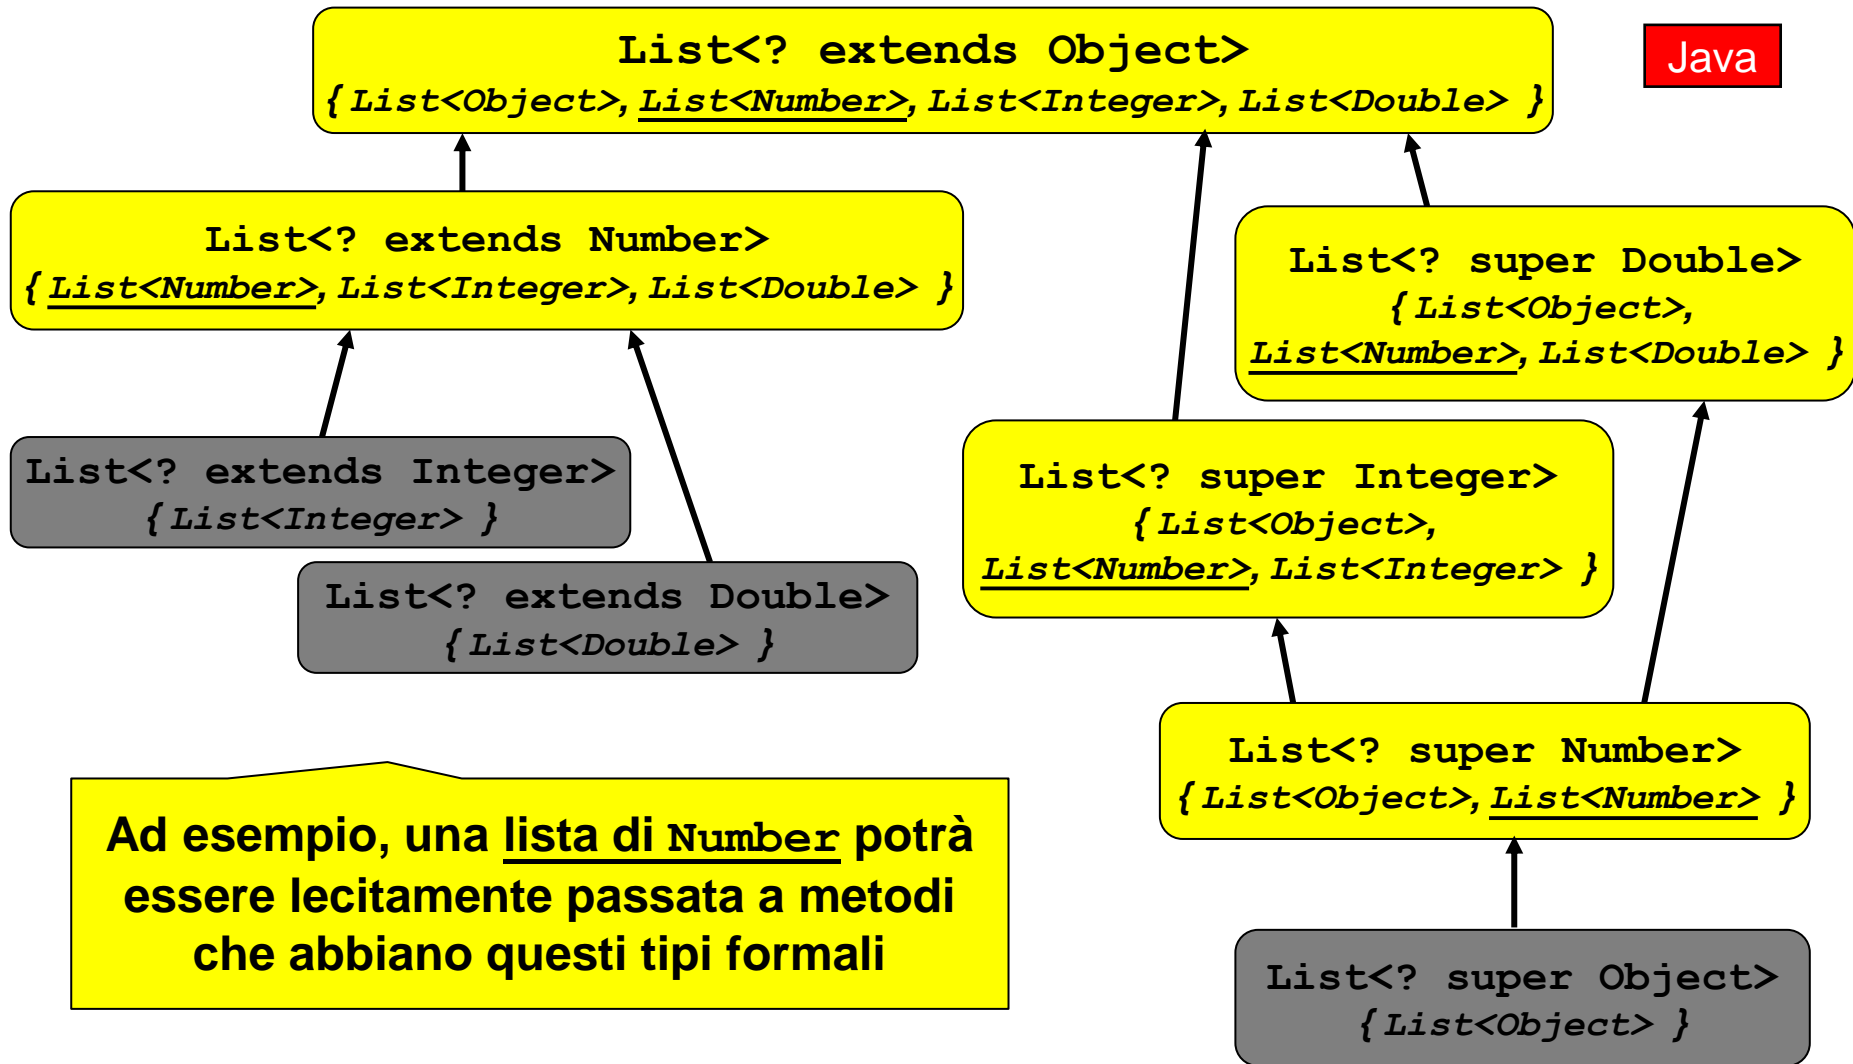 List<? extends Object>
{ List<Object>, List<Number>, List<Integer>, List<Double> }
Java
List<? extends Number>
{ List<Number>, List<Integer>, List<Double> }
List<? super Double>
{ List<Object>,
List<Number>, List<Double> }
List<? extends Integer>
{ List<Integer> }
List<? super Integer>
{ List<Object>,
List<Number>, List<Integer> }
List<? extends Double>
{ List<Double> }
List<? super Number>
{ List<Object>, List<Number> }
Ad esempio, una lista di Number potrà
essere lecitamente passata a metodi
che abbiano questi tipi formali
List<? super Object>
{ List<Object> }